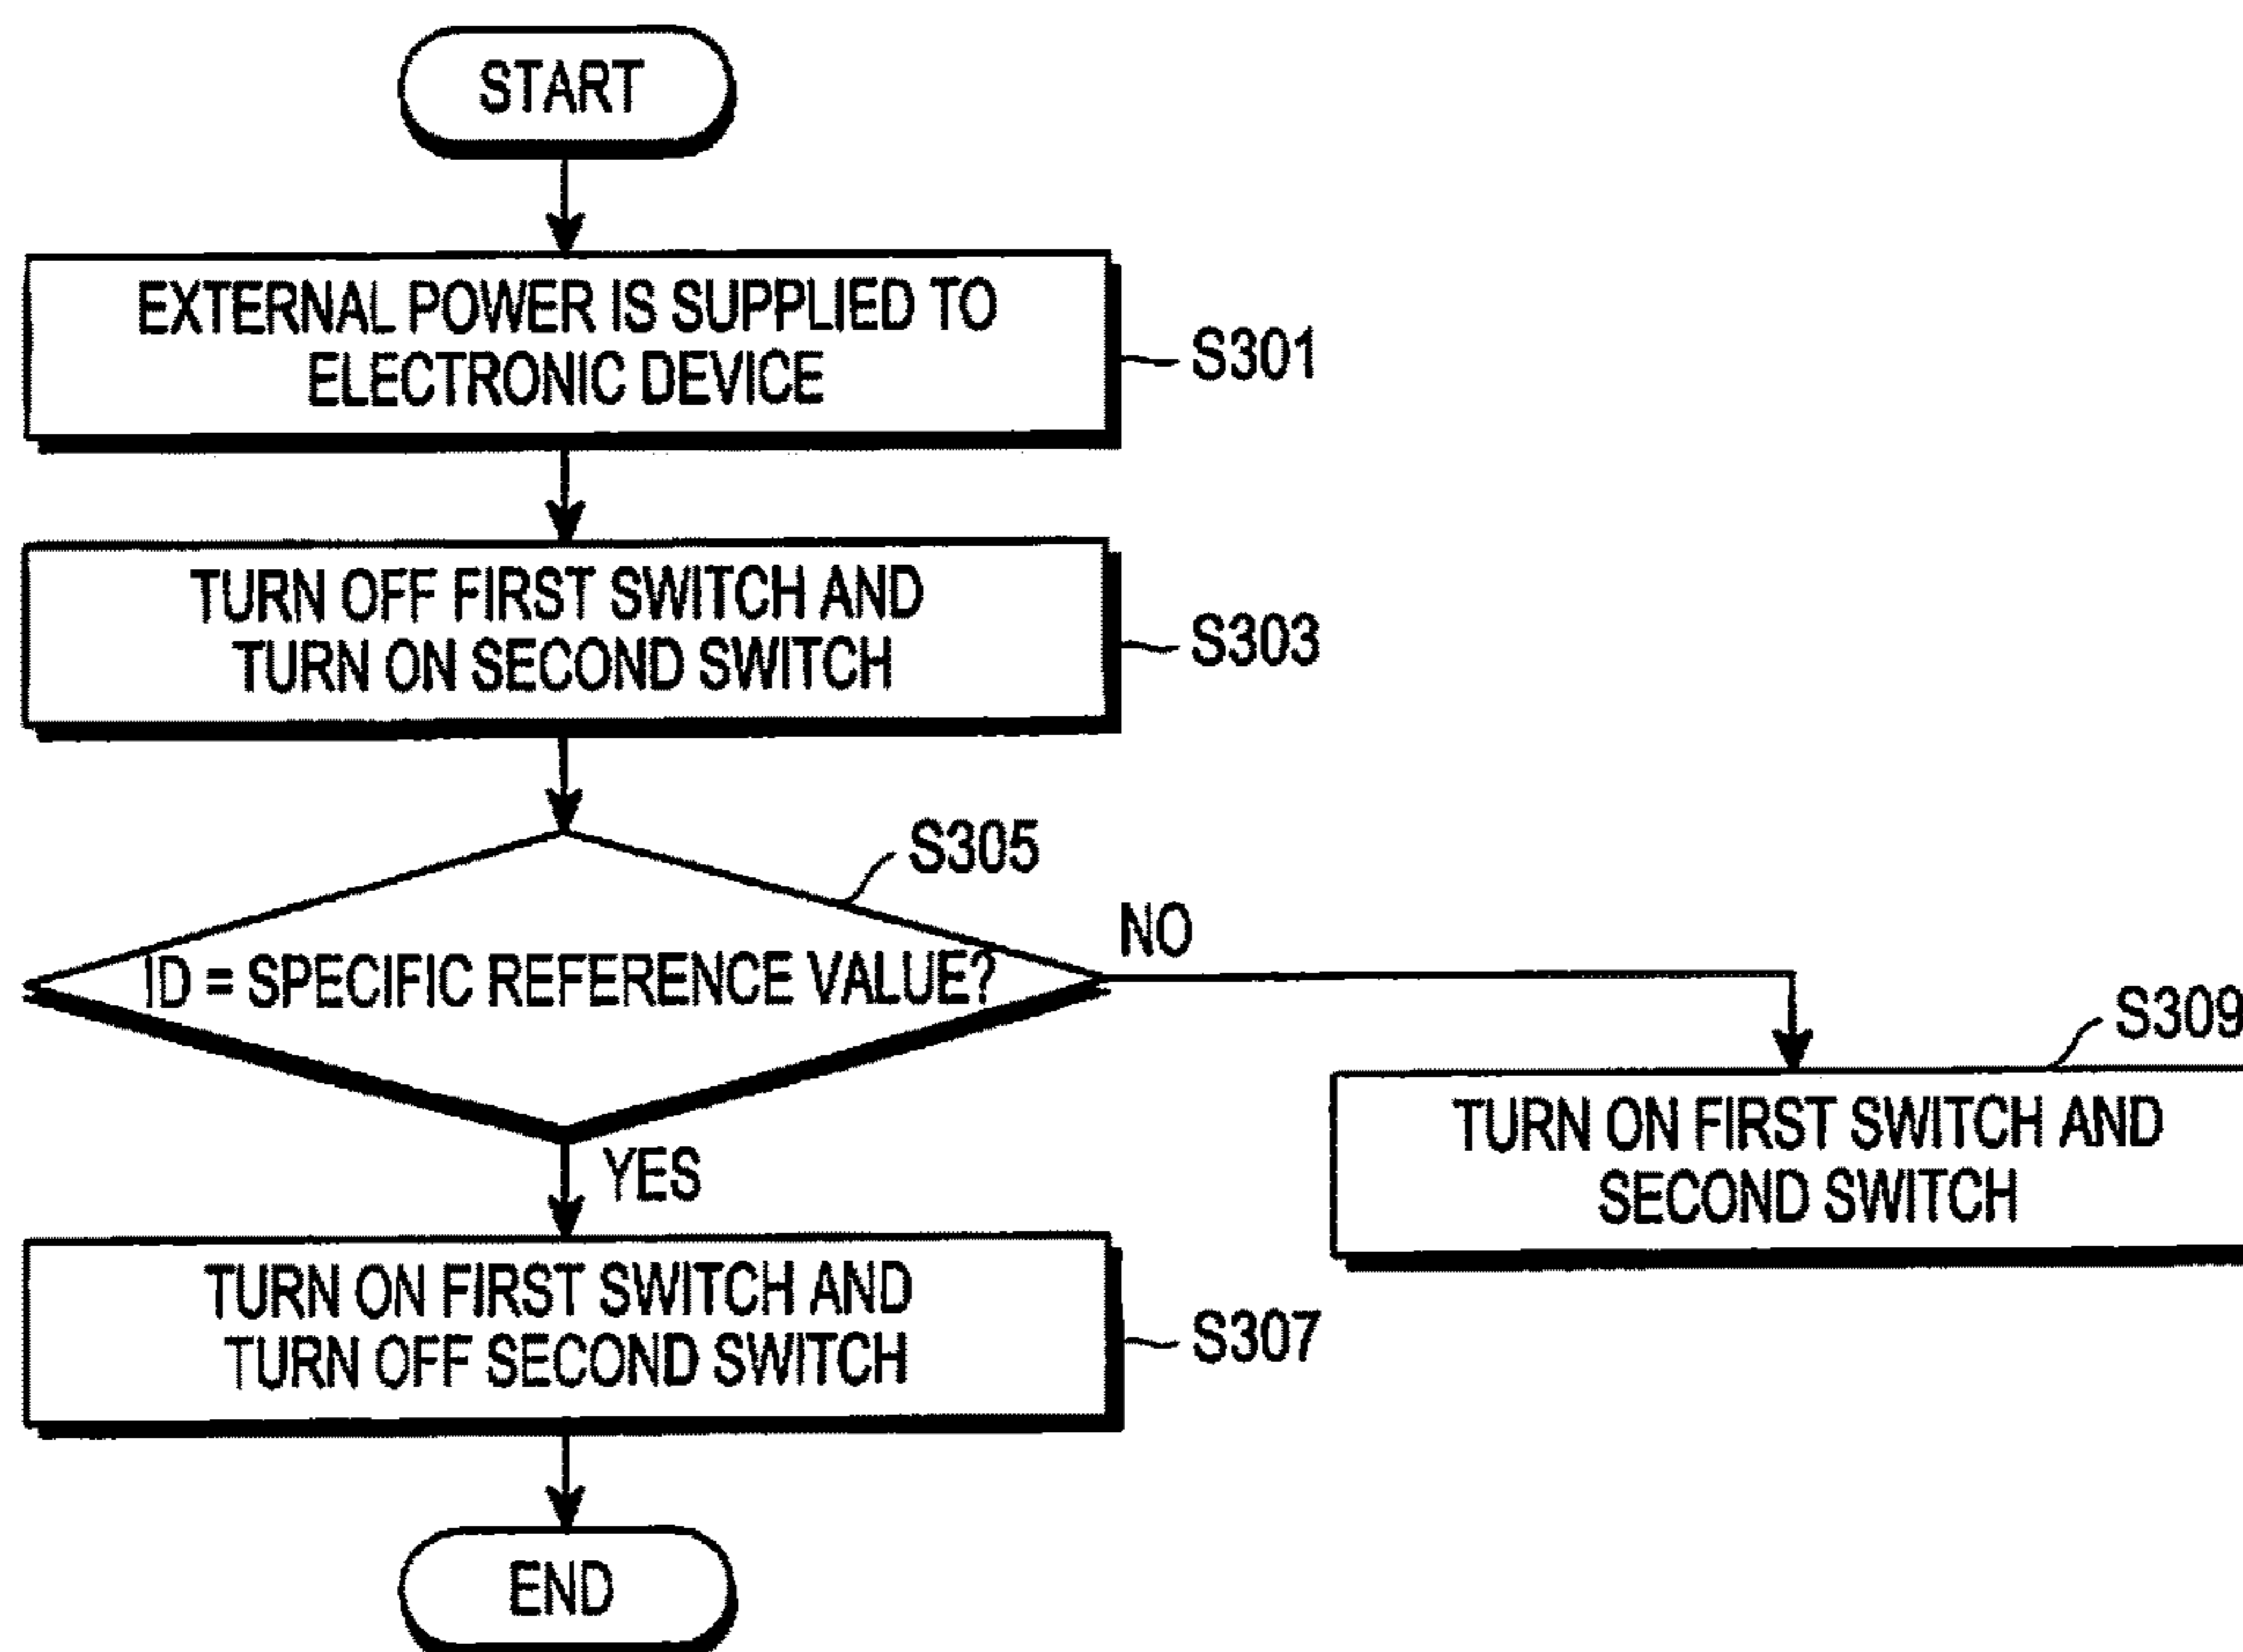 START
EXTERNAL POWER IS SUPPLIED TO
ELECTRONIC DEVICE
S301
TURN OFF FIRST SWITCH AND
TURN ON SECOND SWITCH
S303
S305
ID = SPECIFIC REFERENCE VALUE?
NO
S309
TURN ON FIRST SWITCH AND
SECOND SWITCH
YES
TURN ON FIRST SWITCH AND
TURN OFF SECOND SWITCH
S307
END